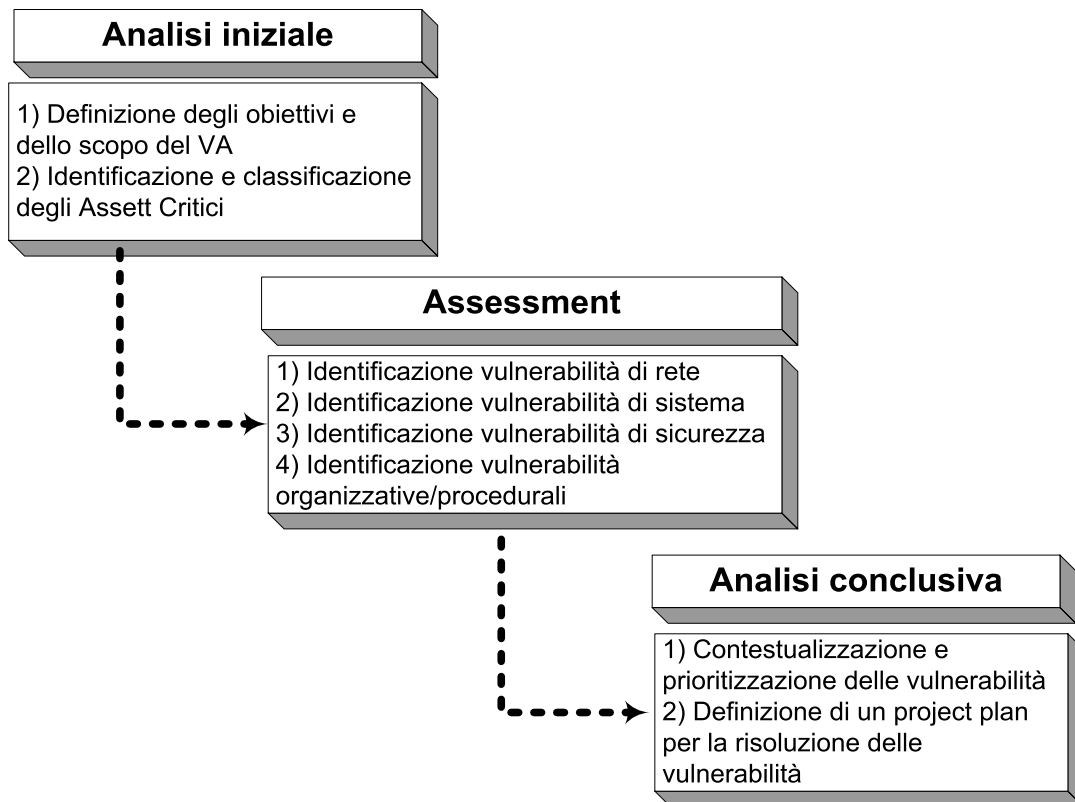 Analisi iniziale
1) Definizione degli obiettivi e
dello scopo del VA
2) Identificazione e classificazione
degli Assett Critici
Assessment
1) Identificazione vulnerabilità di rete
2) Identificazione vulnerabilità di sistema
3) Identificazione vulnerabilità di sicurezza
4) Identificazione vulnerabilità
organizzative/procedurali
Analisi conclusiva
1) Contestualizzazione e
prioritizzazione delle vulnerabilità
2) Definizione di un project plan
per la risoluzione delle
vulnerabilità